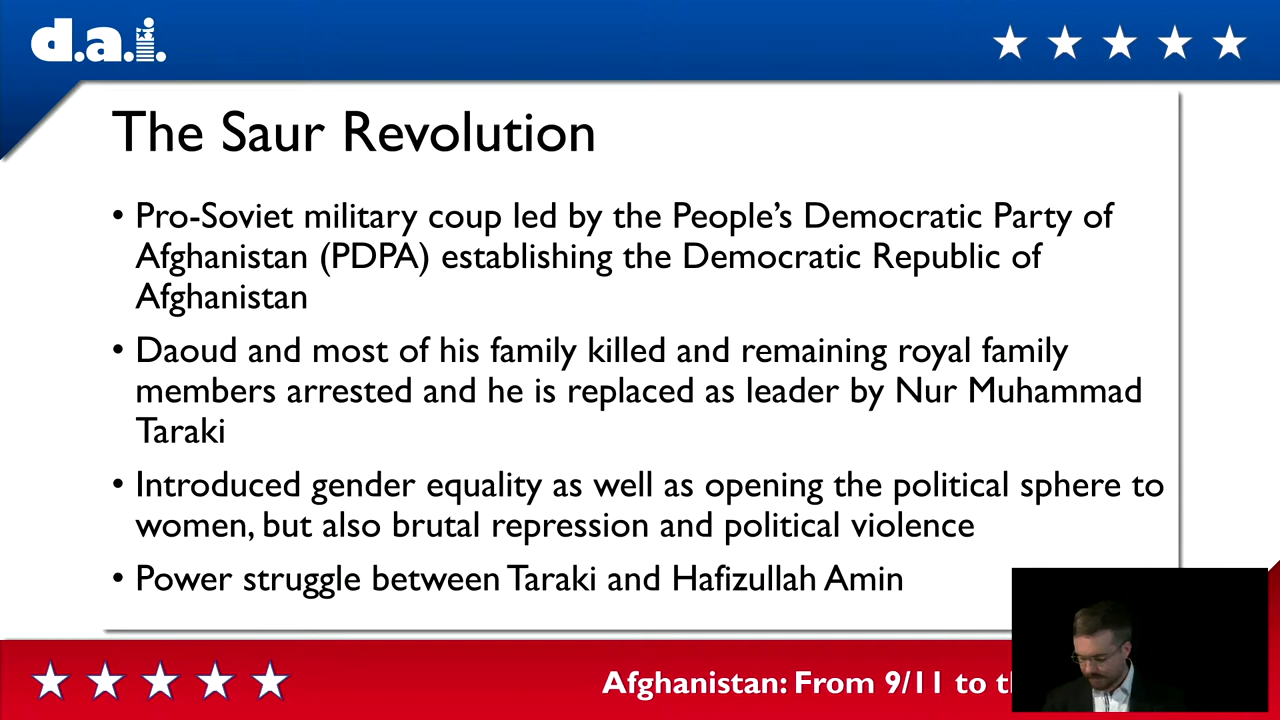 d.a.i.
The Saur Revolution
• Pro-Soviet military coup led by the People's Democratic Party of
Afghanistan (PDPA) establishing the Democratic Republic of
Afghanistan
• Daoud and most of his family killed and remaining royal family
members arrested and he is replaced as leader by Nur Muhammad
Taraki
• Introduced gender equality as well as opening the political sphere to
women, but also brutal repression and political violence
• Power struggle between Taraki and Hafizullah Amin
Afghanistan: From 9/11 to